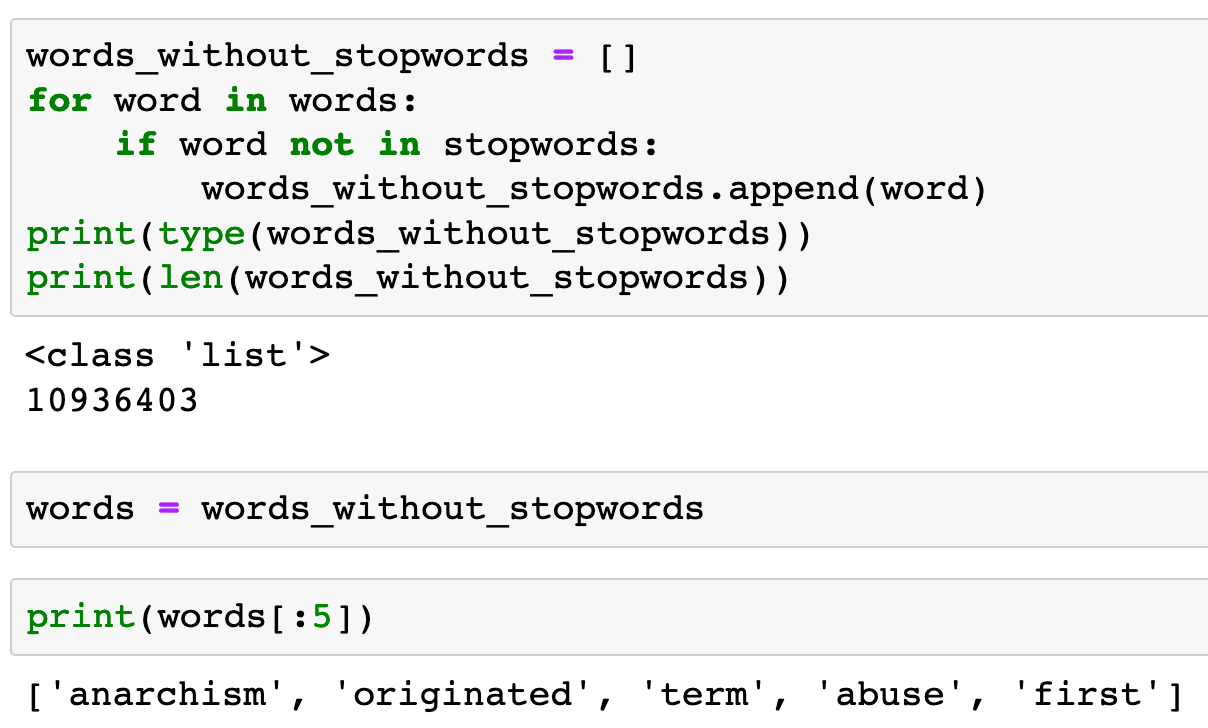 words_without_stopwords = []
for word in words:
    if word not in stopwords:
        words_without_stopwords.append(word)
print(type(words_without_stopwords))
print(len(words_without_stopwords))
<class 'list'>
10936403
words = words_without_stopwords
print(words[:5])
['anarchism', 'originated', 'term', 'abuse', 'first']